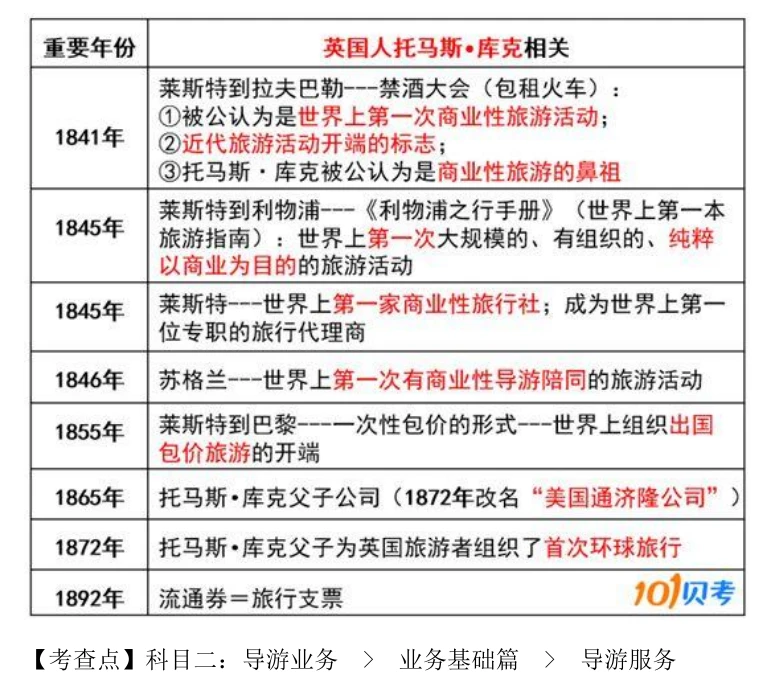 重要年份 英国人托马斯•库克相关
莱斯特到拉夫巴勒---禁酒大会（包租火车）：
①被公认为是世界上第一次商业性旅游活动；
1841年 ②近代旅游活动开端的标志；
③托马斯·库克被公认为是商业性旅游的鼻祖
莱斯特到利物浦---《利物浦之行手册》（世界上第一本
1845年 旅游指南）：世界上第一次大规模的、有组织的、纯粹
以商业为目的的旅游活动
1845年 莱斯特---世界上第一家商业性旅行社；成为世界上第一
位专职的旅行代理商
1846年 苏格兰---世界上第一次有商业性导游陪同的旅游活动
1855年 莱斯特到巴黎---一次性包价的形式---世界上组织出国
包价旅游的开端
1865年 托马斯•库克父子公司（1872年改名“美国通济隆公司”）
1872年 托马斯•库克父子为英国旅游者组织了首次环球旅行
1892年 流通券＝旅行支票
101贝考
【考查点】科目二：导游业务 > 业务基础篇 > 导游服务